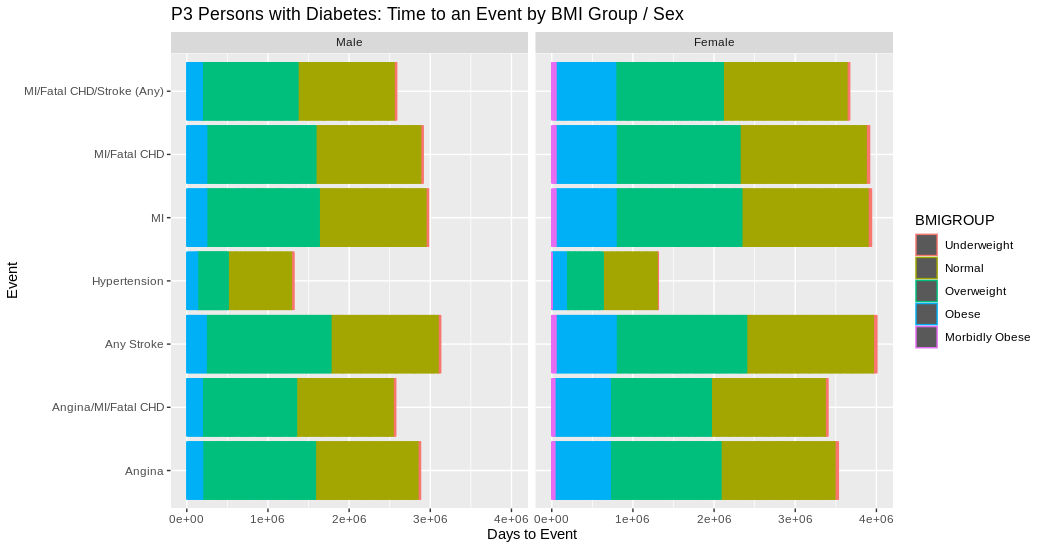 P3 Persons with Diabetes: Time to an Event by BMI Group / Sex
Male
Female
Event
MI/Fatal CHD/Stroke (Any)
MI/Fatal CHD
MI
Hypertension
Any Stroke
Angina/MI/Fatal CHD
Angina
0e+00 1e+06 2e+06 3e+06 4e+06
0e+00 1e+06 2e+06 3e+06 4e+06
Days to Event
BMIGROUP
Underweight
Normal
Overweight
Obese
Morbidly Obese